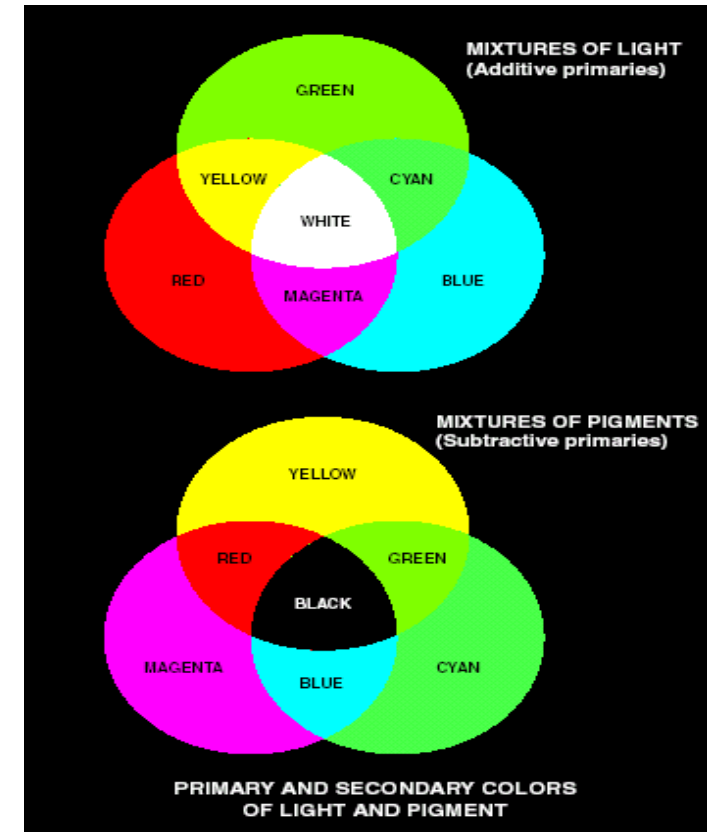 MIXTURES OF LIGHT
(Additive primaries)
GREEN
YELLOW
CYAN
WHITE
RED
BLUE
MAGENTA
MIXTURES OF PIGMENTS
(Subtractive primaries)
YELLOW
RED
GREEN
BLACK
MAGENTA
CYAN
BLUE
PRIMARY AND SECONDARY COLORS
OF LIGHT AND PIGMENT